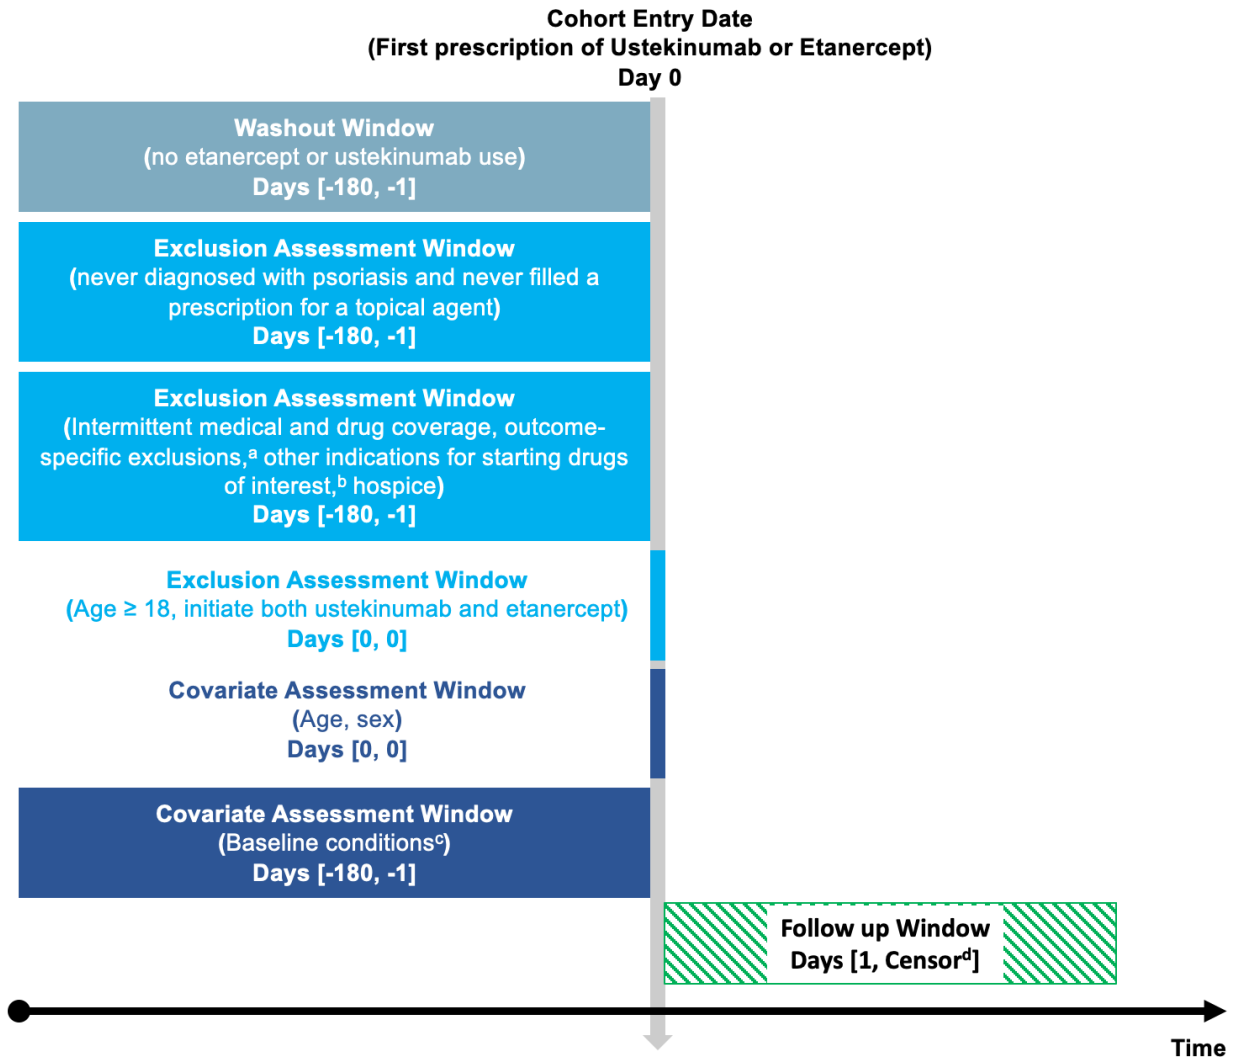 Cohort Entry Date
(First prescription of Ustekinumab or Etanercept)
Day 0
Washout Window
(no etanercept or ustekinumab use)
Days [-180, -1]
Exclusion Assessment Window
(never diagnosed with psoriasis and never filled a
prescription for a topical agent)
Days [-180, -1]
Exclusion Assessment Window
(Intermittent medical and drug coverage, outcome-
specific exclusions,ᵃ other indications for starting drugs
of interest,ᵇ hospice)
Days [-180, -1]
Exclusion Assessment Window
(Age ≥ 18, initiate both ustekinumab and etanercept)
Days [0, 0]
Covariate Assessment Window
(Age, sex)
Days [0, 0]
Covariate Assessment Window
(Baseline conditionsᶜ)
Days [-180, -1]
Follow up Window
Days [1, Censorᵈ]
Time